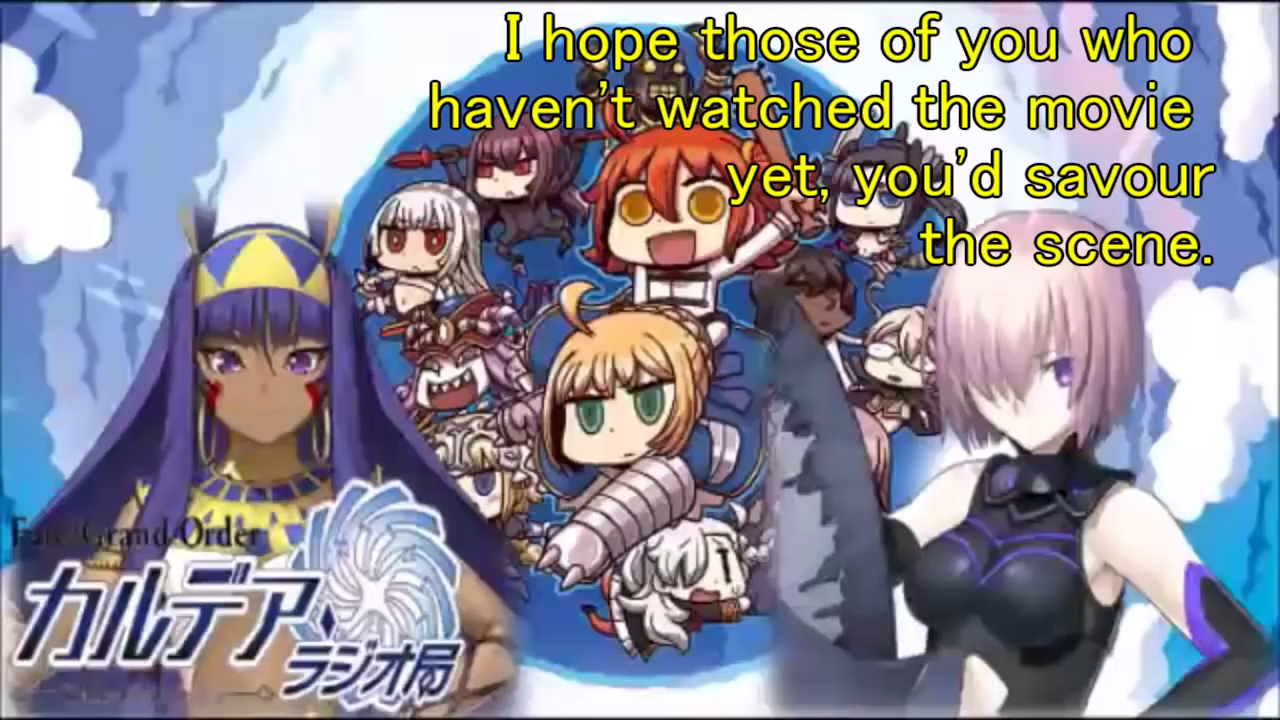 I hope those of you who
haven't watched the movie
yet, you'd savour
the scene.
Fate/Grand Order
カルデア
ラジオ局